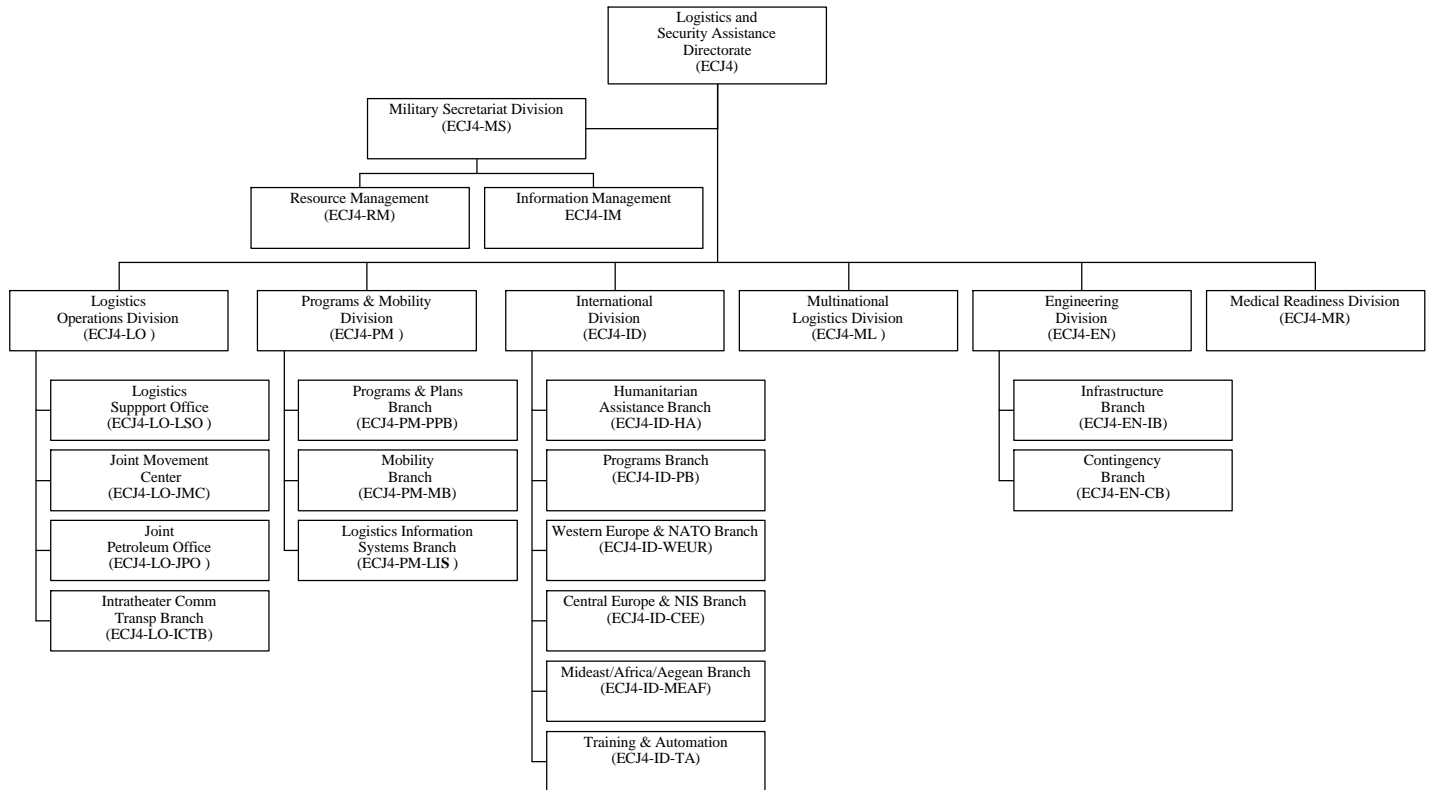 Logistics and
Security Assistance
Directorate
(ECJ4)
Military Secretariat Division
(ECJ4-MS)
Resource Management
(ECJ4-RM)
Information Management
ECJ4-IM
Logistics
Operations Division
(ECJ4-LO )
Programs & Mobility
Division
(ECJ4-PM )
International
Division
(ECJ4-ID)
Multinational
Logistics Division
(ECJ4-ML )
Engineering
Division
(ECJ4-EN)
Medical Readiness Division
(ECJ4-MR)
Logistics
Suppport Office
(ECJ4-LO-LSO )
Joint Movement
Center
(ECJ4-LO-JMC)
Joint
Petroleum Office
(ECJ4-LO-JPO )
Intratheater Comm
Transp Branch
(ECJ4-LO-ICTB)
Programs & Plans
Branch
(ECJ4-PM-PPB)
Mobility
Branch
(ECJ4-PM-MB)
Logistics Information
Systems Branch
(ECJ4-PM-LIS )
Humanitarian
Assistance Branch
(ECJ4-ID-HA)
Programs Branch
(ECJ4-ID-PB)
Western Europe & NATO Branch
(ECJ4-ID-WEUR)
Central Europe & NIS Branch
(ECJ4-ID-CEE)
Mideast/Africa/Aegean Branch
(ECJ4-ID-MEAF)
Training & Automation
(ECJ4-ID-TA)
Infrastructure
Branch
(ECJ4-EN-IB)
Contingency
Branch
(ECJ4-EN-CB)